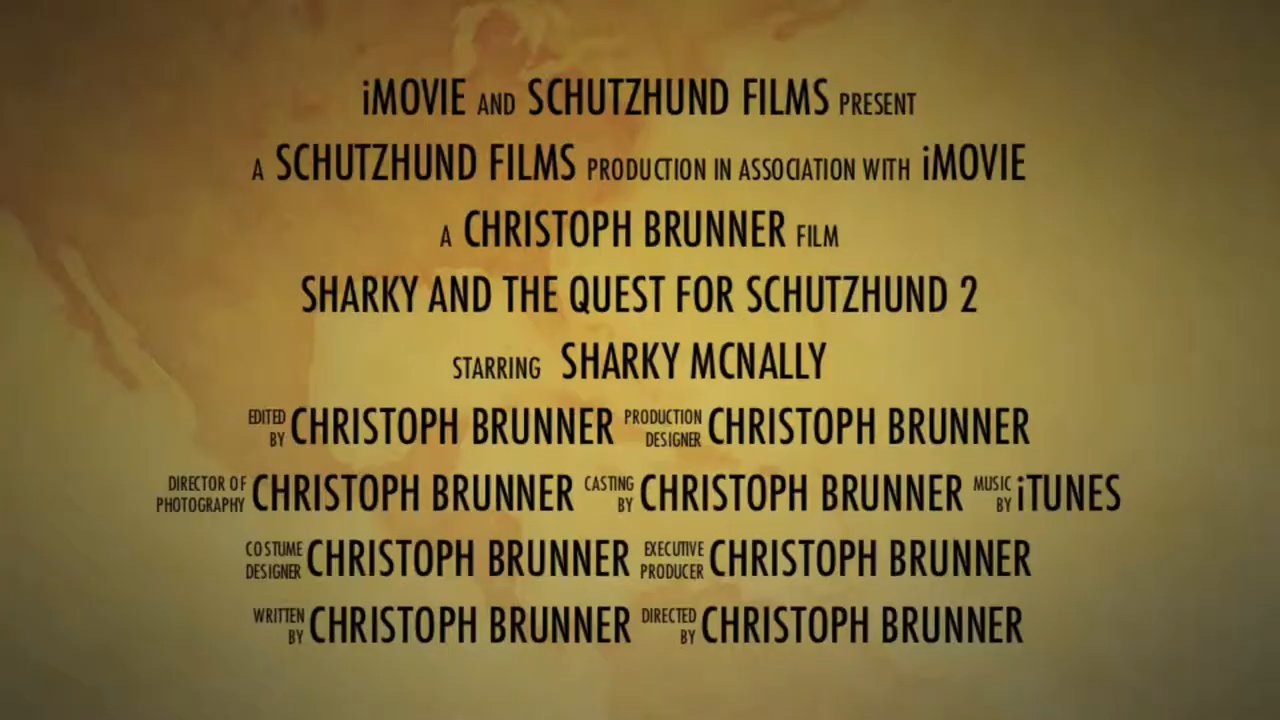 iMOVIE AND SCHUTZHUND FILMS PRESENT
A SCHUTZHUND FILMS PRODUCTION IN ASSOCIATION WITH iMOVIE
A CHRISTOPH BRUNNER FILM
SHARKY AND THE QUEST FOR SCHUTZHUND 2
STARRING SHARKY MCNALLY
EDITED BY CHRISTOPH BRUNNER PRODUCTION DESIGNER CHRISTOPH BRUNNER
DIRECTOR OF PHOTOGRAPHY CHRISTOPH BRUNNER CASTING BY CHRISTOPH BRUNNER MUSIC BY iTUNES
COSTUME DESIGNER CHRISTOPH BRUNNER EXECUTIVE PRODUCER CHRISTOPH BRUNNER
WRITTEN BY CHRISTOPH BRUNNER DIRECTED BY CHRISTOPH BRUNNER